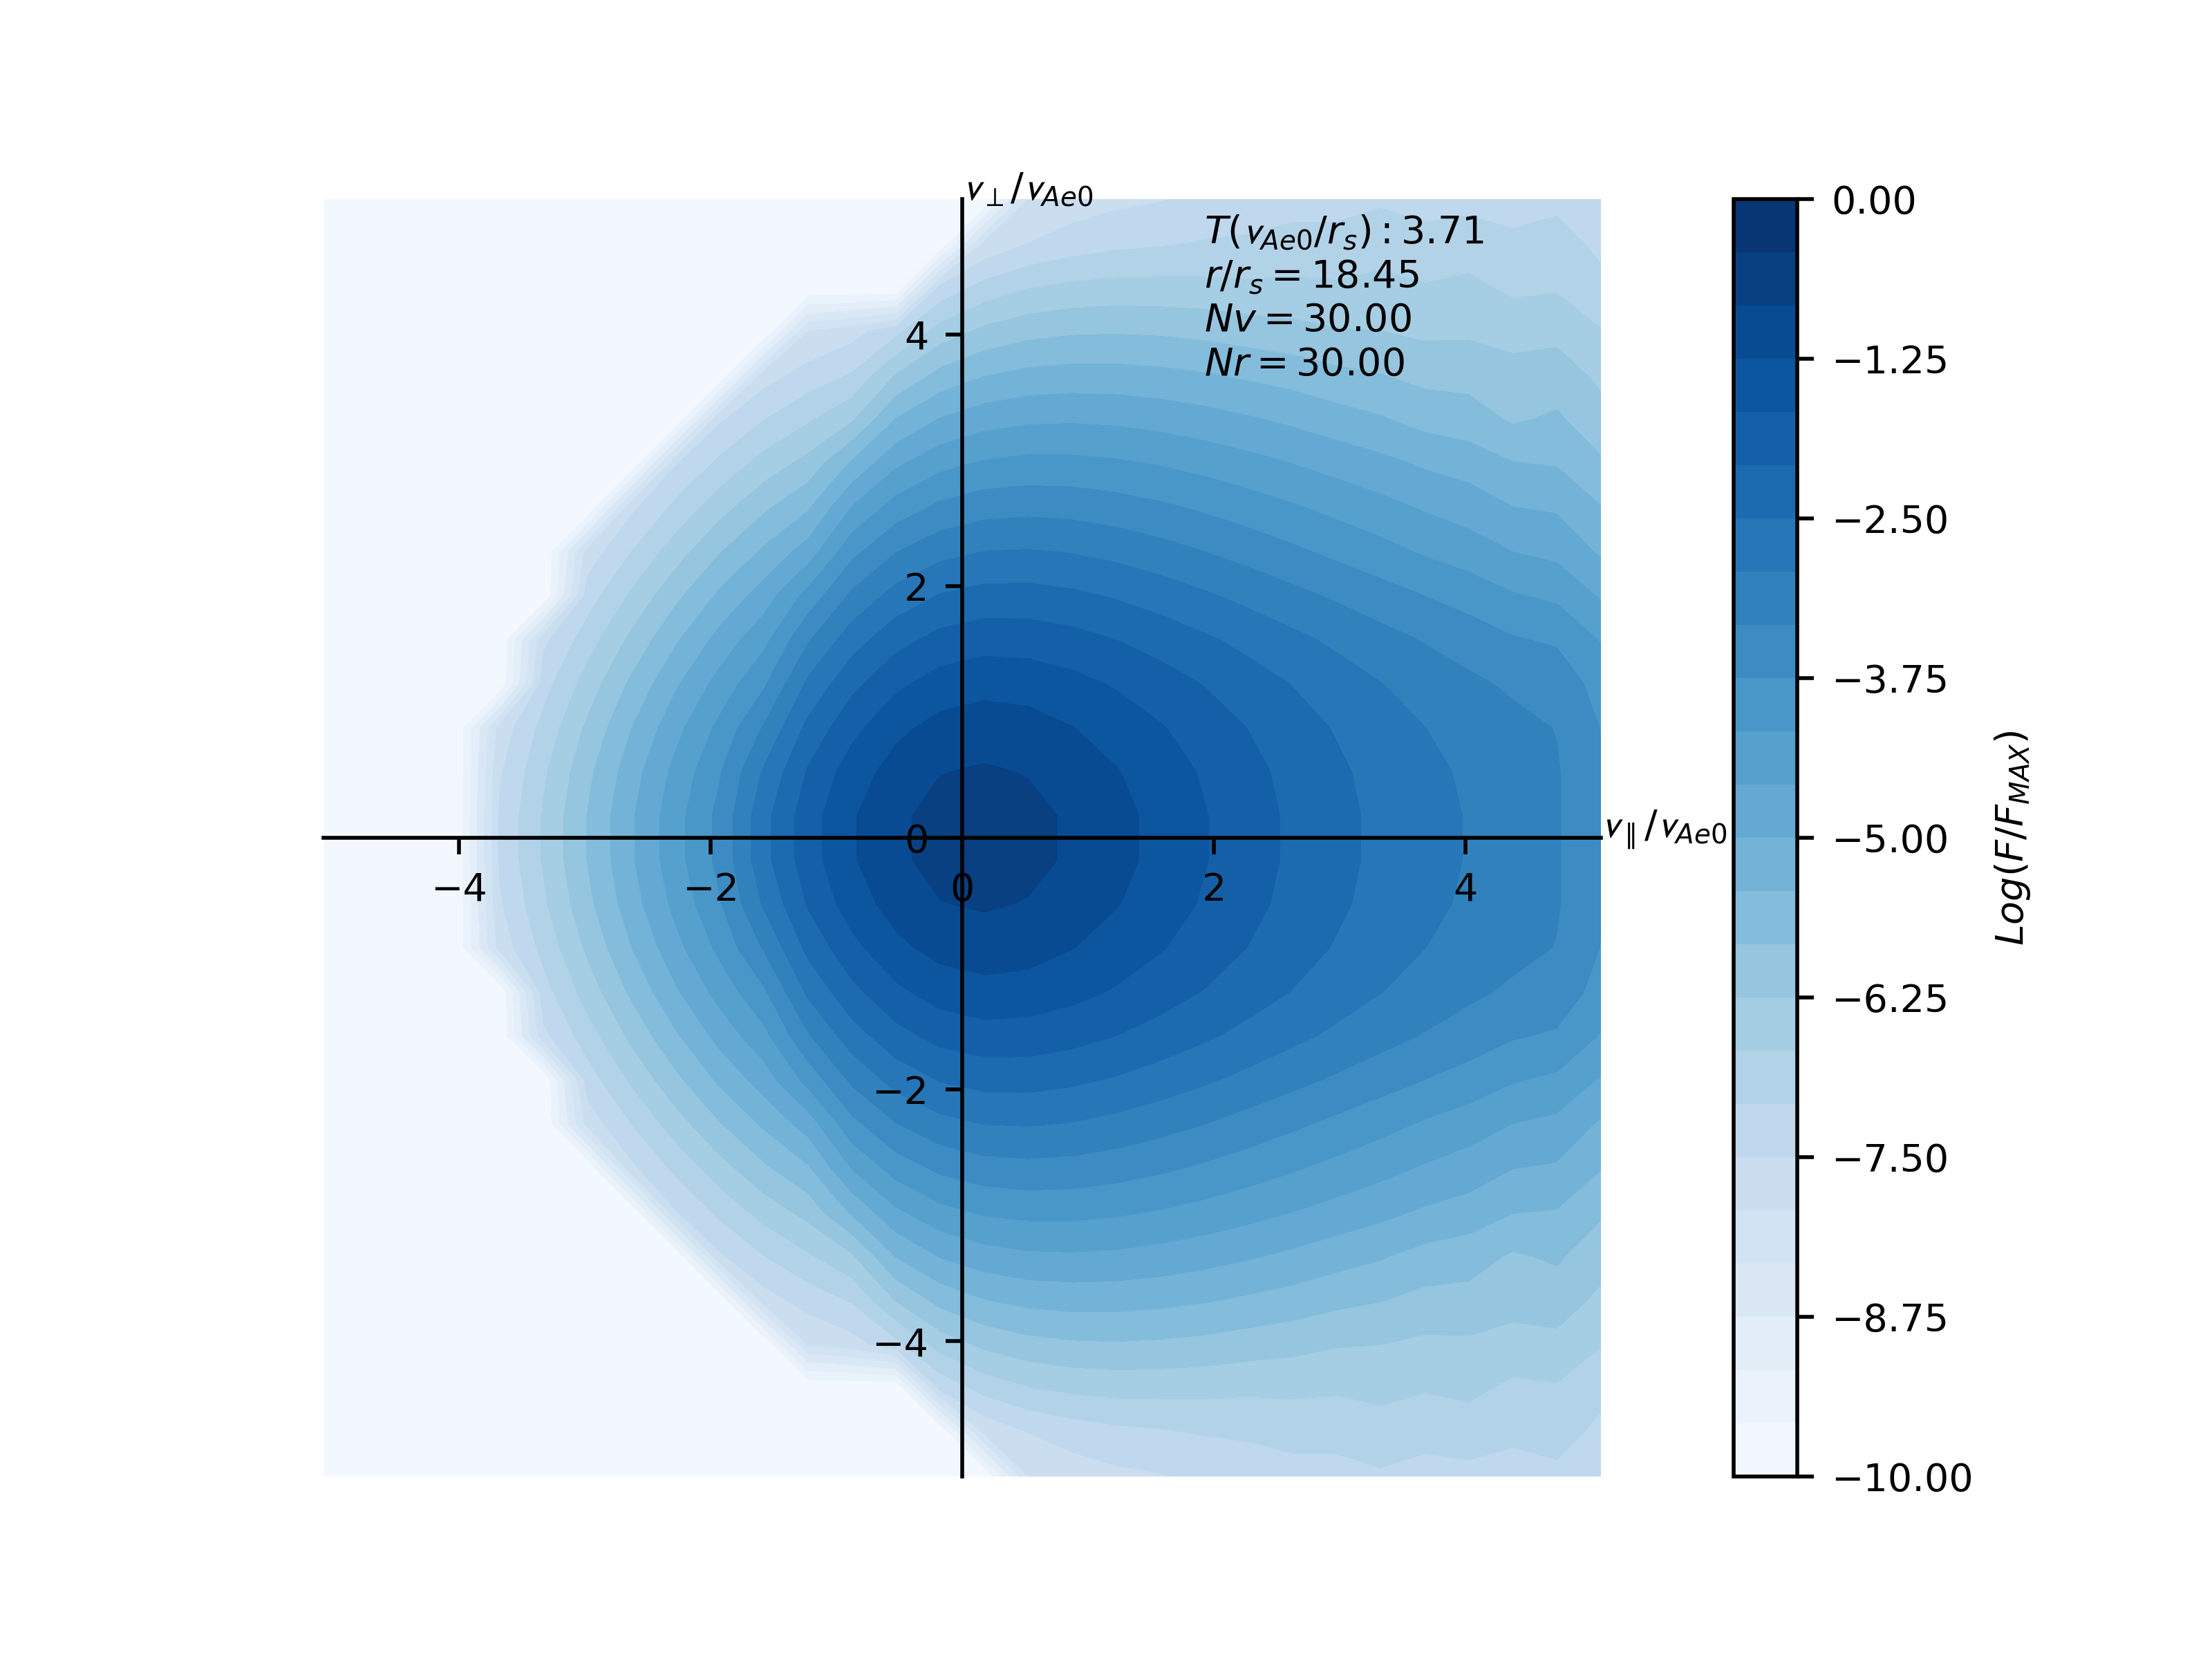 v⊥/vAe0
T(vAe0/rs) : 3.71
r/rs = 18.45
Nv = 30.00
Nr = 30.00
4
2
0
−2
−4
−4
−2
0
2
4
v∥/vAe0
0.00
−1.25
−2.50
−3.75
−5.00
−6.25
−7.50
−8.75
−10.00
Log(F/FMAX)